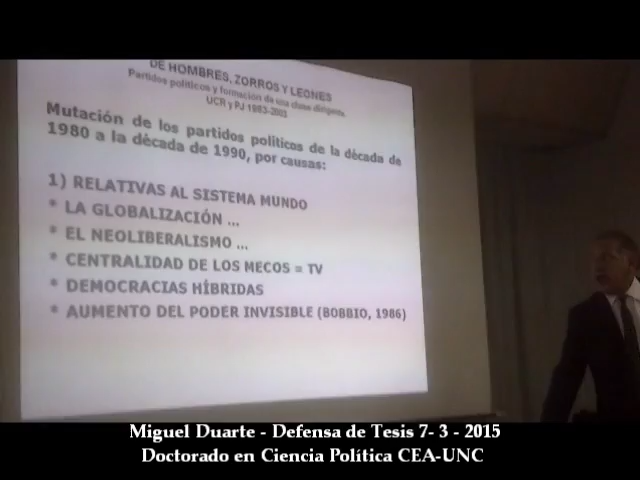 DE HOMBRES, ZORROS Y LEONES
Partidos políticos y formación de una clase dirigente
UCR y PJ 1983-2003
Mutación de los partidos políticos de la década de
1980 a la década de 1990, por causas:
1) RELATIVAS AL SISTEMA MUNDO
* LA GLOBALIZACIÓN ...
* EL NEOLIBERALISMO ...
* CENTRALIDAD DE LOS MECOS = TV
* DEMOCRACIAS HÍBRIDAS
* AUMENTO DEL PODER INVISIBLE (BOBBIO, 1986)
Miguel Duarte - Defensa de Tesis 7- 3 - 2015
Doctorado en Ciencia Política CEA-UNC